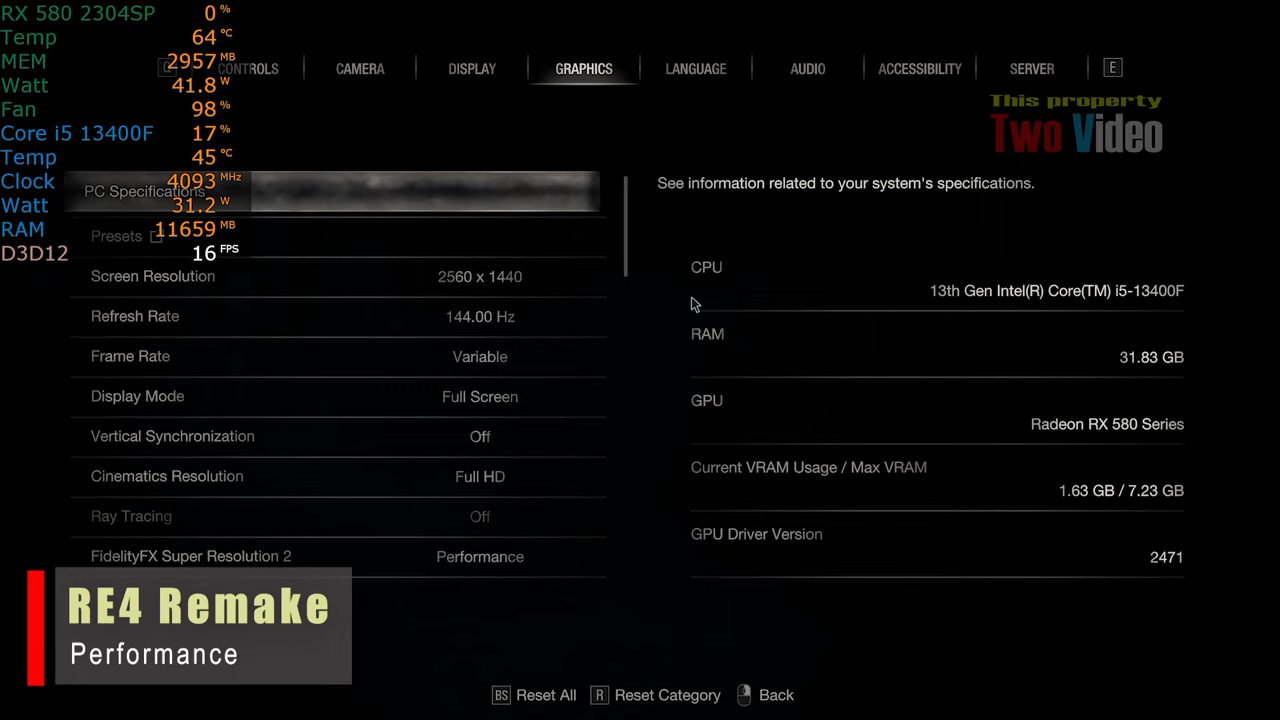 RX 580 2304SP 0 %
Temp 64 °C
MEM 2957 MB
Watt 41.8 W
Fan 98 %
Core i5 13400F 17 %
Temp 45 °C
Clock 4093 MHz
Watt 31.2 W
RAM 11659 MB
D3D12 16 FPS
CONTROLS CAMERA DISPLAY GRAPHICS LANGUAGE AUDIO ACCESSIBILITY SERVER E
This property
Two Video
PC Specifications
Presets
Screen Resolution 2560 x 1440
Refresh Rate 144.00 Hz
Frame Rate Variable
Display Mode Full Screen
Vertical Synchronization Off
Cinematics Resolution Full HD
Ray Tracing Off
FidelityFX Super Resolution 2 Performance
See information related to your system's specifications.
CPU
13th Gen Intel(R) Core(TM) i5-13400F
RAM
31.83 GB
GPU
Radeon RX 580 Series
Current VRAM Usage / Max VRAM
1.63 GB / 7.23 GB
GPU Driver Version
2471
RE4 Remake
Performance
BS Reset All R Reset Category Back